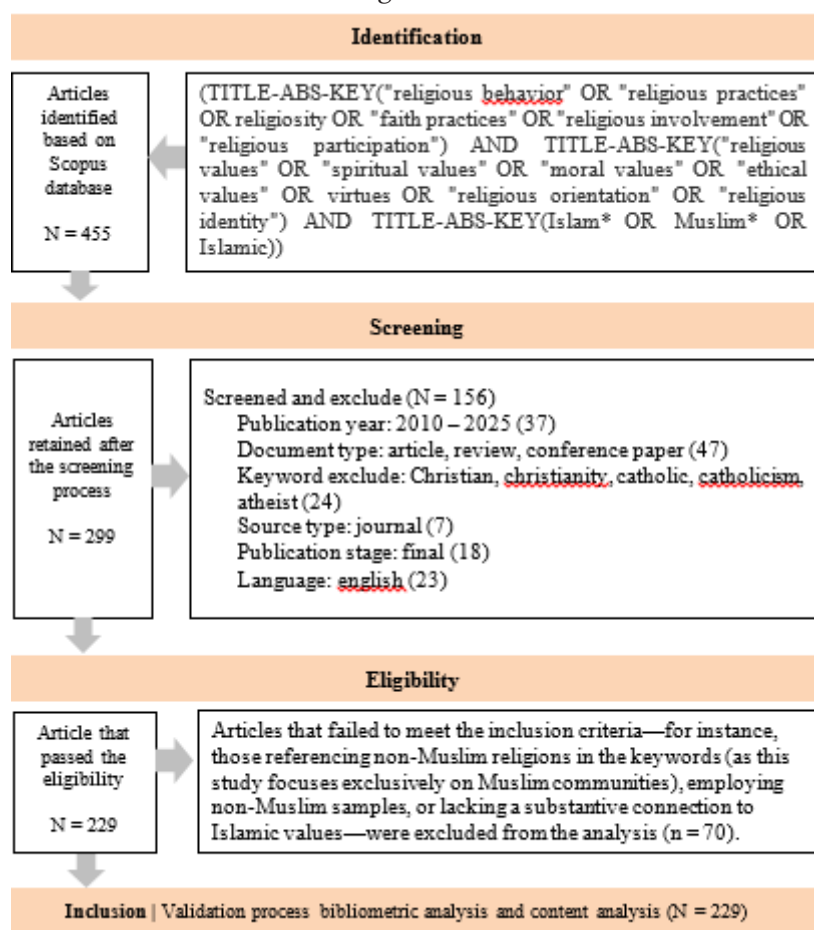 Identification
Articles
identified
based on
Scopus
database
N = 455
(TITLE-ABS-KEY("religious behavior" OR "religious practices"
OR religiosity OR "faith practices" OR "religious involvement" OR
"religious participation") AND TITLE-ABS-KEY("religious
values" OR "spiritual values" OR "moral values" OR "ethical
values" OR virtues OR "religious orientation" OR "religious
identity") AND TITLE-ABS-KEY(Islam* OR Muslim* OR
Islamic))
Screening
Articles
retained after
the screening
process
N = 299
Screened and exclude (N = 156)
Publication year: 2010 – 2025 (37)
Document type: article, review, conference paper (47)
Keyword exclude: Christian, christianity, catholic, catholicism,
atheist (24)
Source type: journal (7)
Publication stage: final (18)
Language: english (23)
Eligibility
Article that
passed the
eligibility
N = 229
Articles that failed to meet the inclusion criteria—for instance,
those referencing non-Muslim religions in the keywords (as this
study focuses exclusively on Muslim communities), employing
non-Muslim samples, or lacking a substantive connection to
Islamic values—were excluded from the analysis (n = 70).
Inclusion | Validation process bibliometric analysis and content analysis (N = 229)